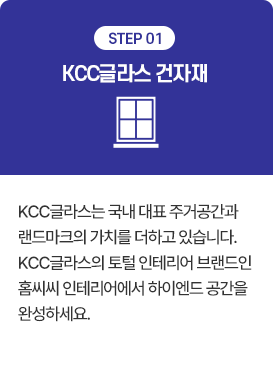 STEP 01
KCC글라스 건자재
KCC글라스는 국내 대표 주거공간과
랜드마크의 가치를 더하고 있습니다.
KCC글라스의 토털 인테리어 브랜드인
홈씨씨 인테리어에서 하이엔드 공간을
완성하세요.